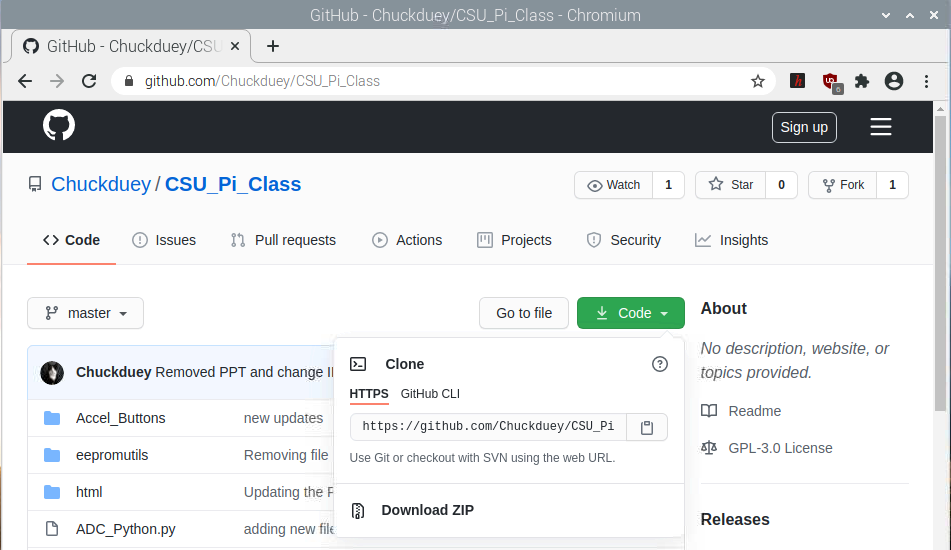 GitHub - Chuckduey/CSU_Pi_Class - Chromium
GitHub - Chuckduey/CSU
github.com/Chuckduey/CSU_Pi_Class
6
Sign up
Chuckduey / CSU_Pi_Class
Watch 1
Star 0
Fork 1
Code
Issues
Pull requests
Actions
Projects
Security
Insights
master
Go to file
Code
About
Clone
No description, website, or
topics provided.
Chuckduey Removed PPT and change
HTTPS GitHub CLI
Readme
Accel_Buttons new updates
https://github.com/Chuckduey/CSU_Pi
GPL-3.0 License
eepromutils Removing file
Use Git or checkout with SVN using the web URL.
html Updating the
Download ZIP
Releases
ADC_Python.py adding new file